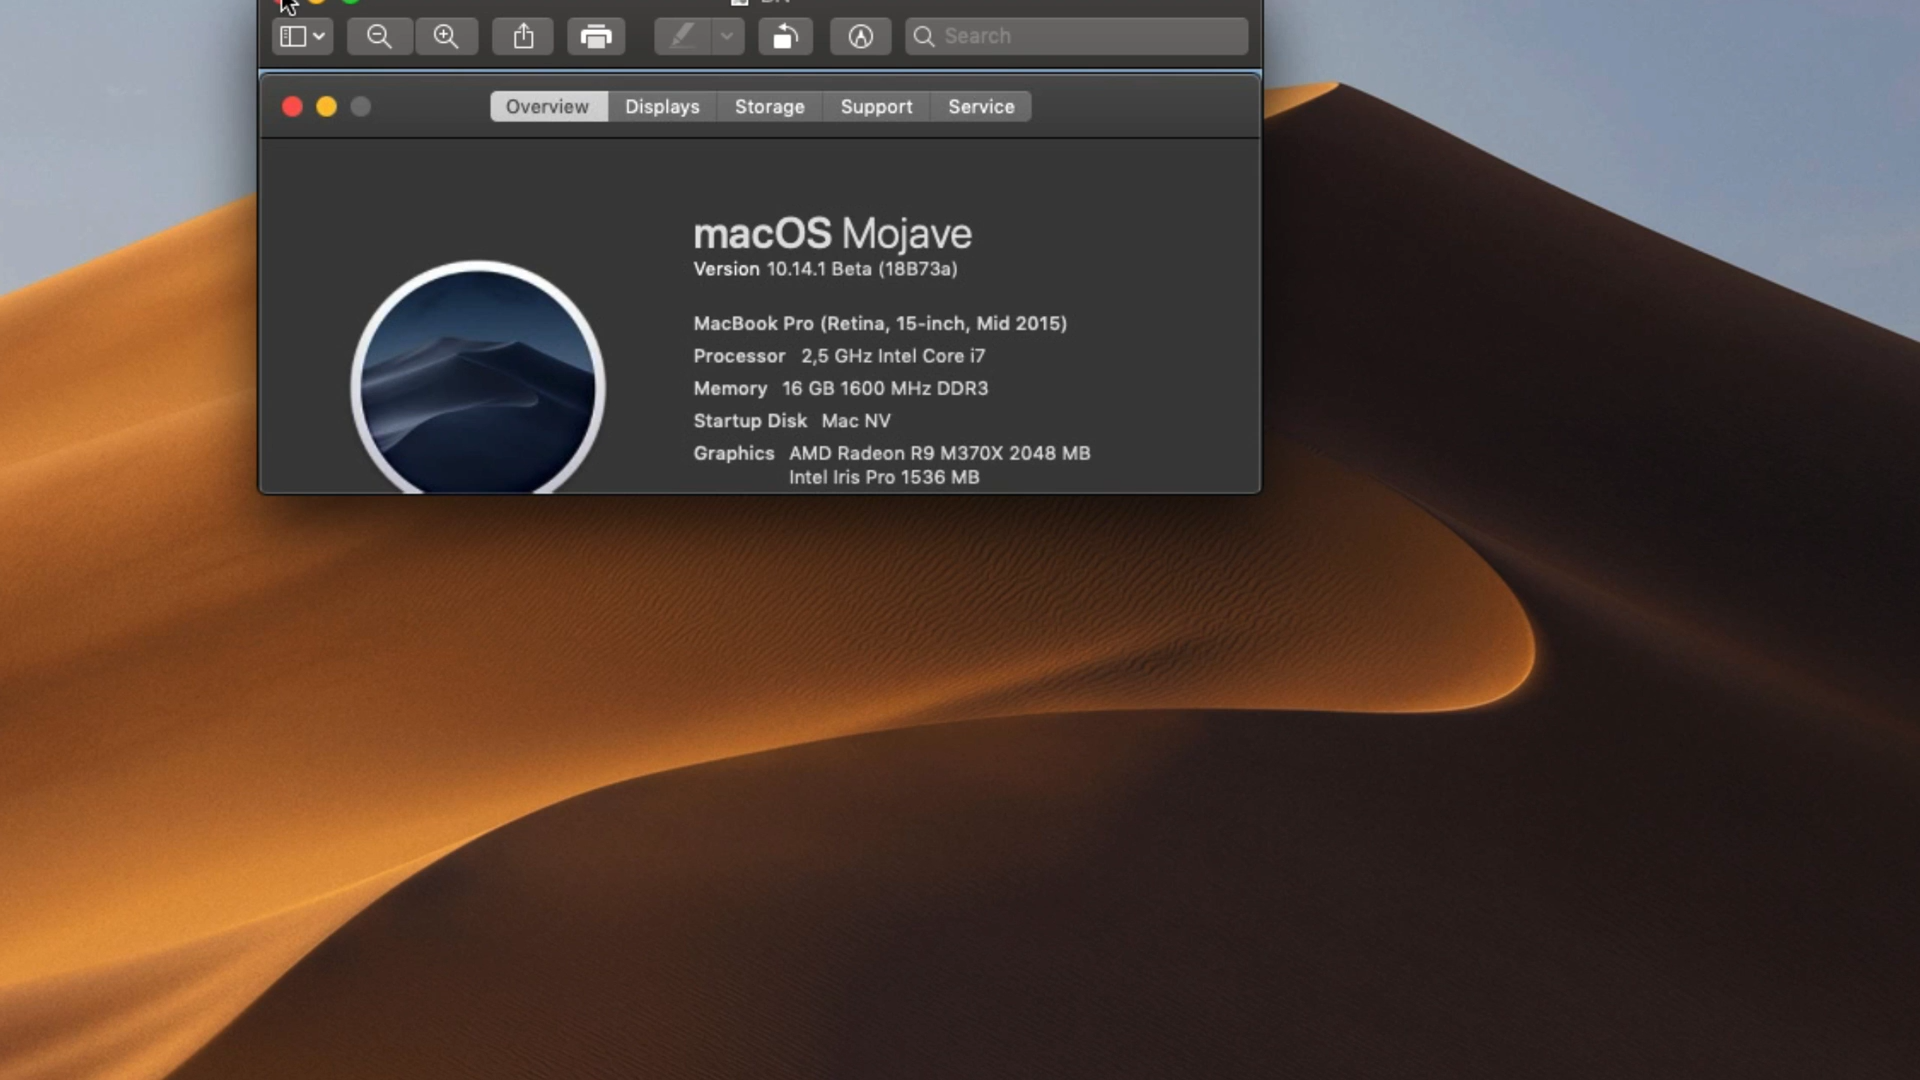 Search
Overview Displays Storage Support Service
macOS Mojave
Version 10.14.1 Beta (18B73a)
MacBook Pro (Retina, 15-inch, Mid 2015)
Processor 2,5 GHz Intel Core i7
Memory 16 GB 1600 MHz DDR3
Startup Disk Mac NV
Graphics AMD Radeon R9 M370X 2048 MB
Intel Iris Pro 1536 MB